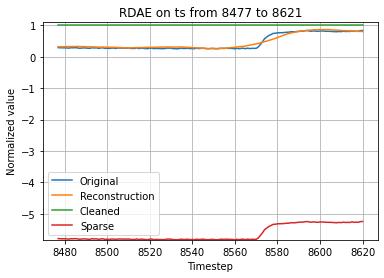 RDAE on ts from 8477 to 8621
Normalized value
1
0
−1
−2
−3
−4
−5
Original
Reconstruction
Cleaned
Sparse
8480 8500 8520 8540 8560 8580 8600 8620
Timestep